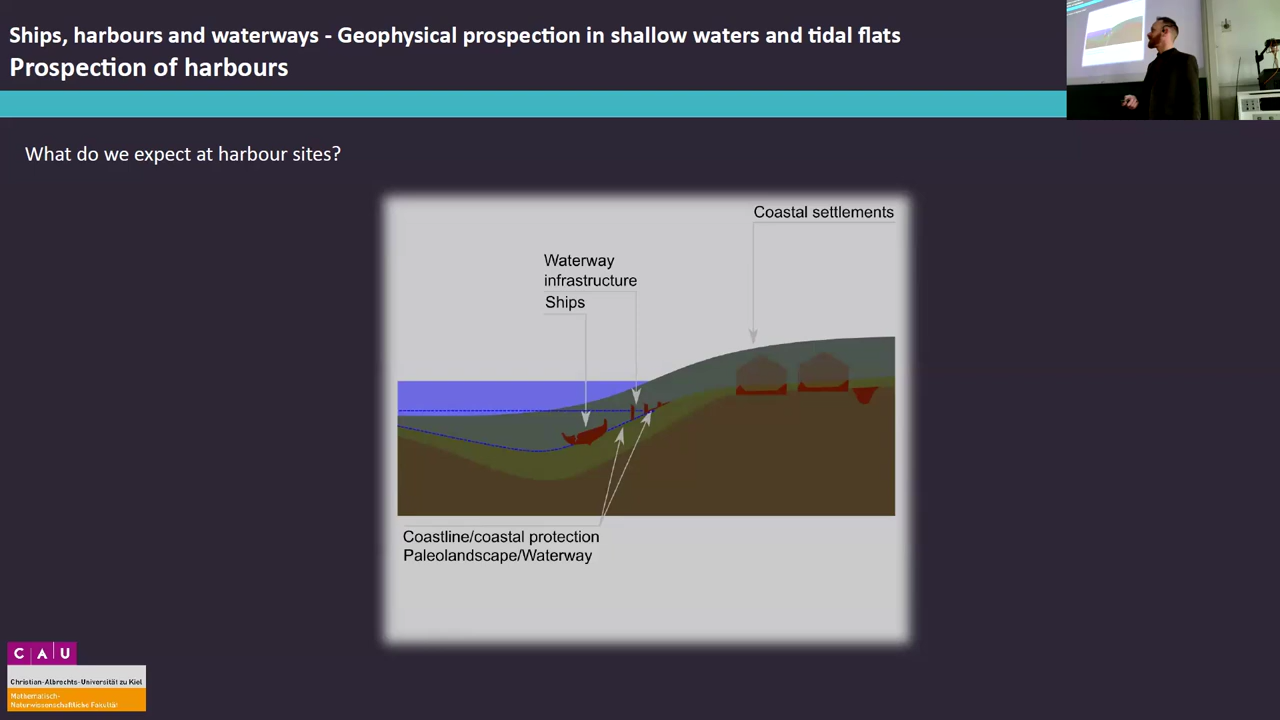 Ships, harbours and waterways - Geophysical prospection in shallow waters and tidal flats
Prospection of harbours
What do we expect at harbour sites?
Coastal settlements
Waterway
infrastructure
Ships
Coastline/coastal protection
Paleolandscape/Waterway
C A U
Christian-Albrechts-Universität zu Kiel
Mathematisch-
Naturwissenschaftliche Fakultät